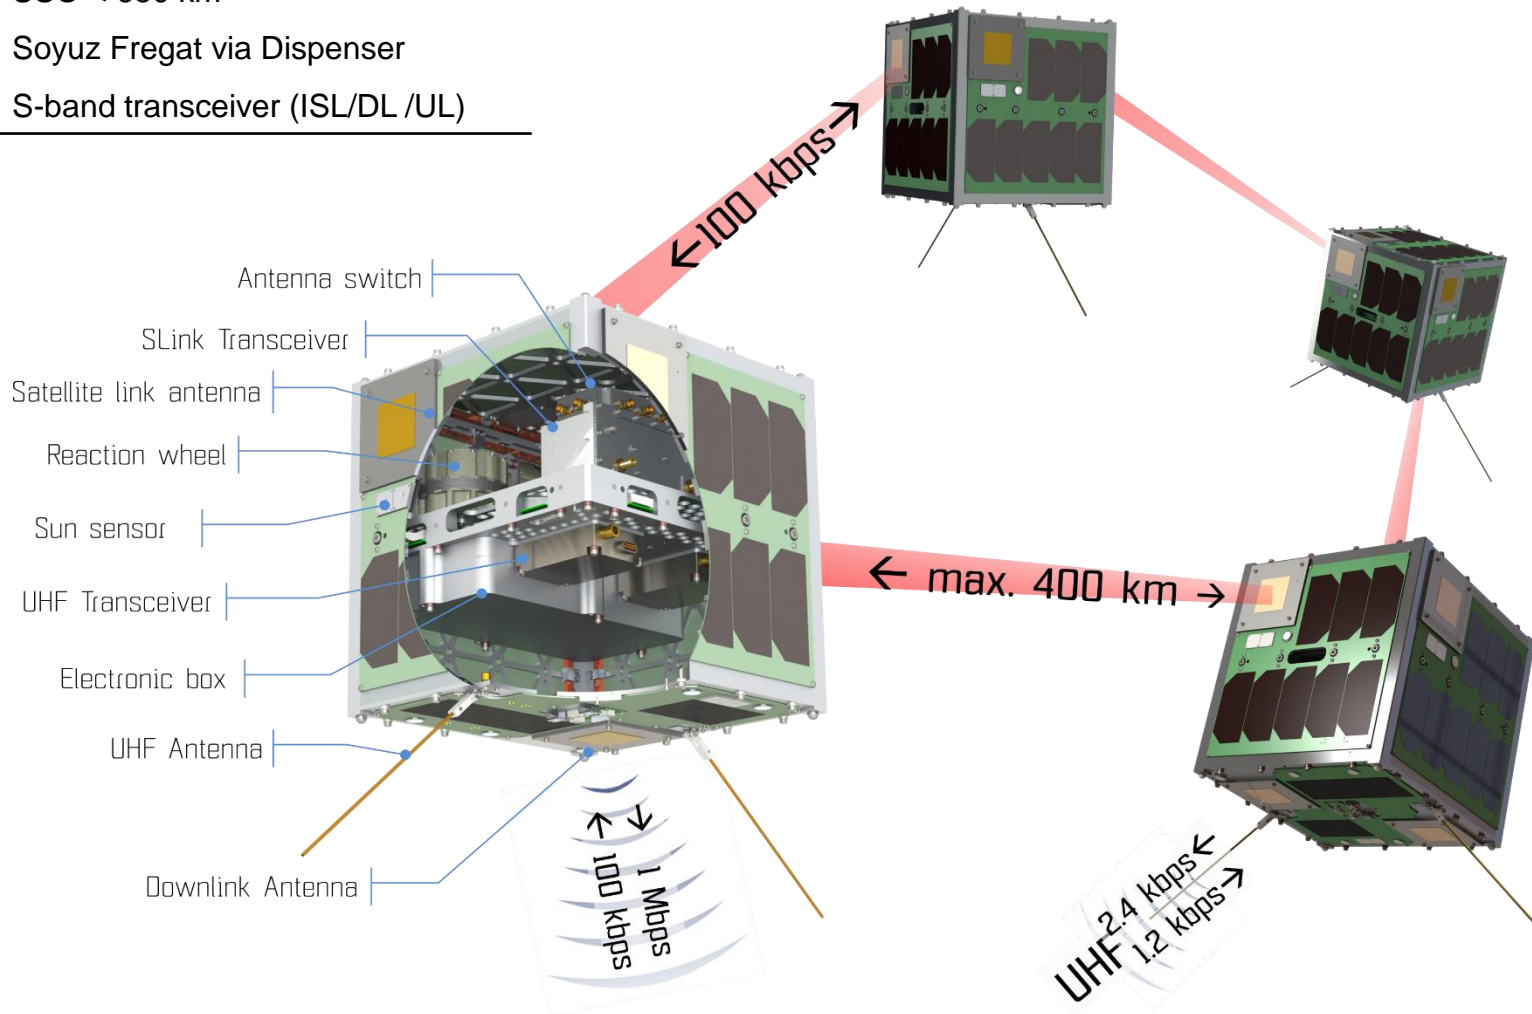 Soyuz Fregat via Dispenser
S-band transceiver (ISL/DL /UL)
←100 kbps→
Antenna switch
SLink Transceiver
Satellite link antenna
Reaction wheel
Sun sensor
UHF Transceiver
Electronic box
UHF Antenna
Downlink Antenna
← max. 400 km →
1 Mbps
100 kbps
UHF
2.4 kbps
1.2 kbps